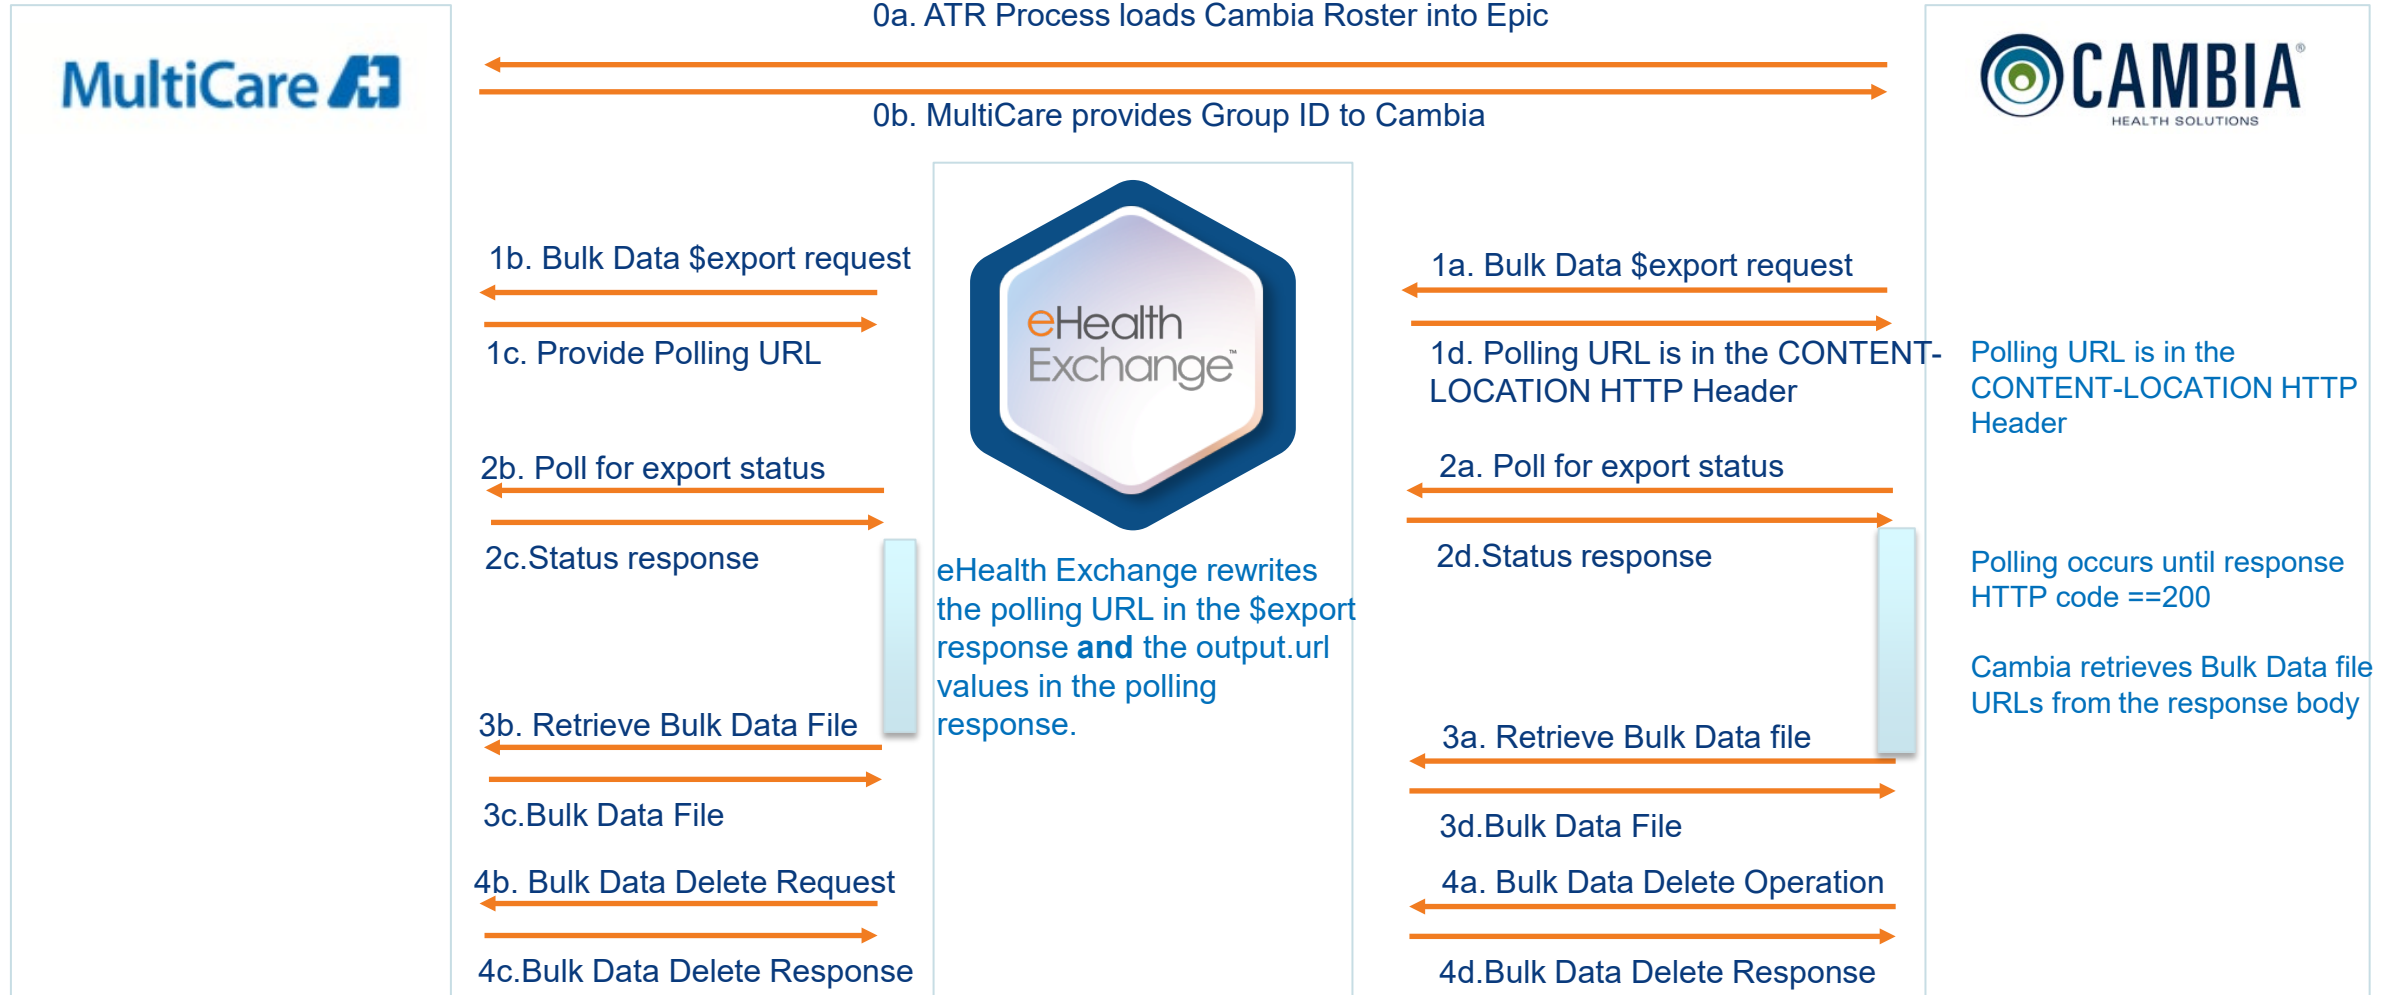 0a. ATR Process loads Cambia Roster into Epic
MultiCare
CAMBIA®
HEALTH SOLUTIONS
0b. MultiCare provides Group ID to Cambia
1b. Bulk Data $export request
1a. Bulk Data $export request
eHealth
Exchange™
1c. Provide Polling URL
1d. Polling URL is in the CONTENT-
LOCATION HTTP Header
Polling URL is in the
CONTENT-LOCATION HTTP
Header
2b. Poll for export status
2a. Poll for export status
2c.Status response
2d.Status response
eHealth Exchange rewrites
the polling URL in the $export
response and the output.url
values in the polling
response.
Polling occurs until response
HTTP code ==200
Cambia retrieves Bulk Data file
URLs from the response body
3b. Retrieve Bulk Data File
3a. Retrieve Bulk Data file
3c.Bulk Data File
3d.Bulk Data File
4b. Bulk Data Delete Request
4a. Bulk Data Delete Operation
4c.Bulk Data Delete Response
4d.Bulk Data Delete Response